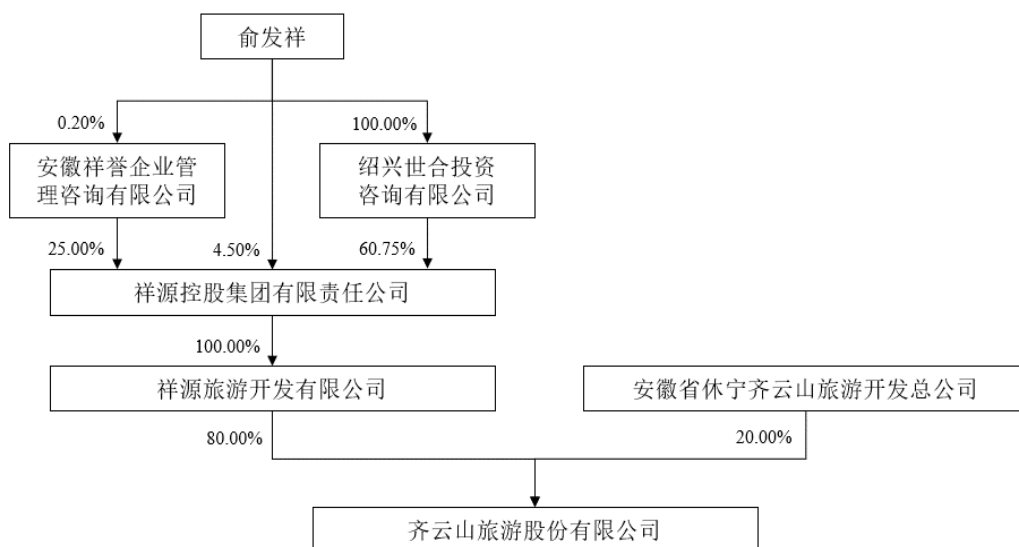 俞发祥
0.20%
100.00%
安徽祥誉企业管
理咨询有限公司
绍兴世合投资
咨询有限公司
25.00%
4.50%
60.75%
祥源控股集团有限责任公司
100.00%
祥源旅游开发有限公司
安徽省休宁齐云山旅游开发总公司
80.00%
20.00%
齐云山旅游股份有限公司